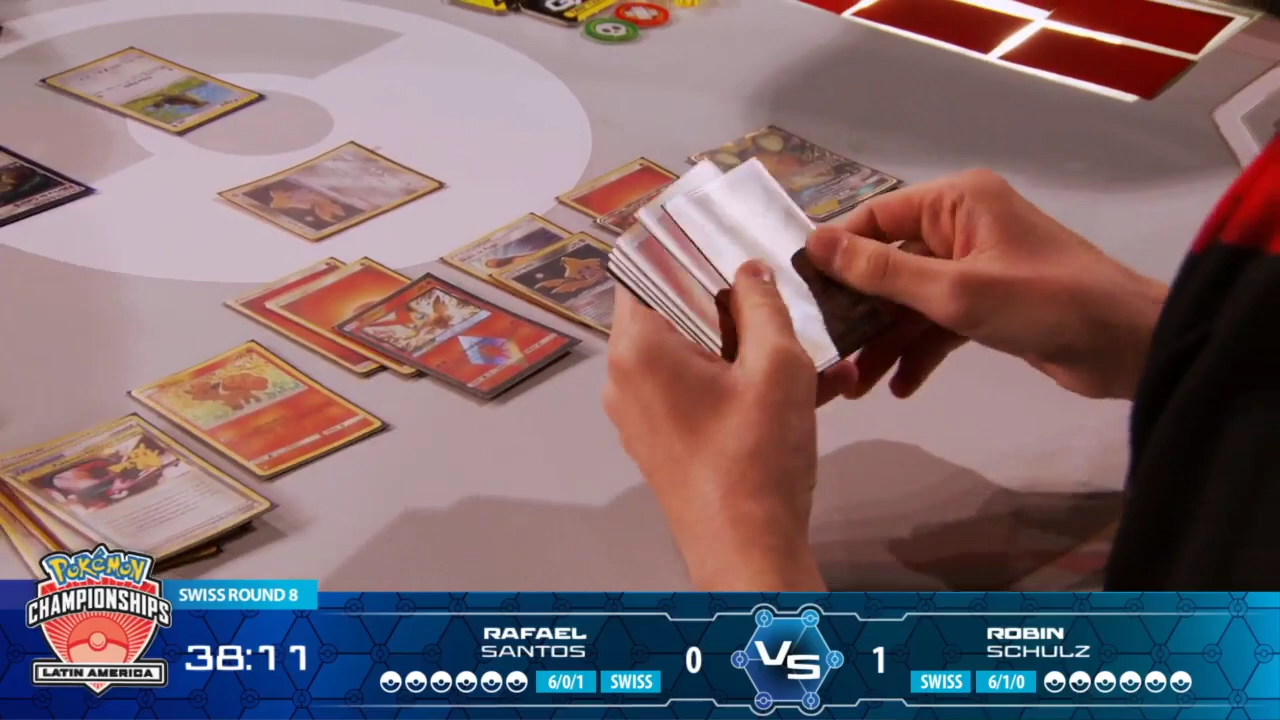 POKÉMON
CHAMPIONSHIPS
LATIN AMERICA
SWISS ROUND 8
38:11
RAFAEL
SANTOS
6/0/1
SWISS
0
VS
1
ROBIN
SCHULZ
SWISS
6/1/0